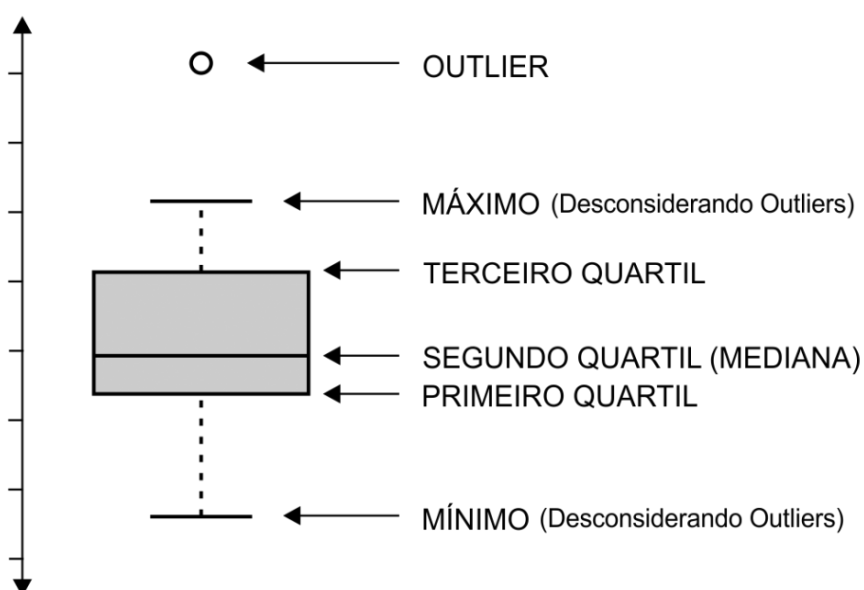 OUTLIER
MÁXIMO (Desconsiderando Outliers)
TERCEIRO QUARTIL
SEGUNDO QUARTIL (MEDIANA)
PRIMEIRO QUARTIL
MÍNIMO (Desconsiderando Outliers)